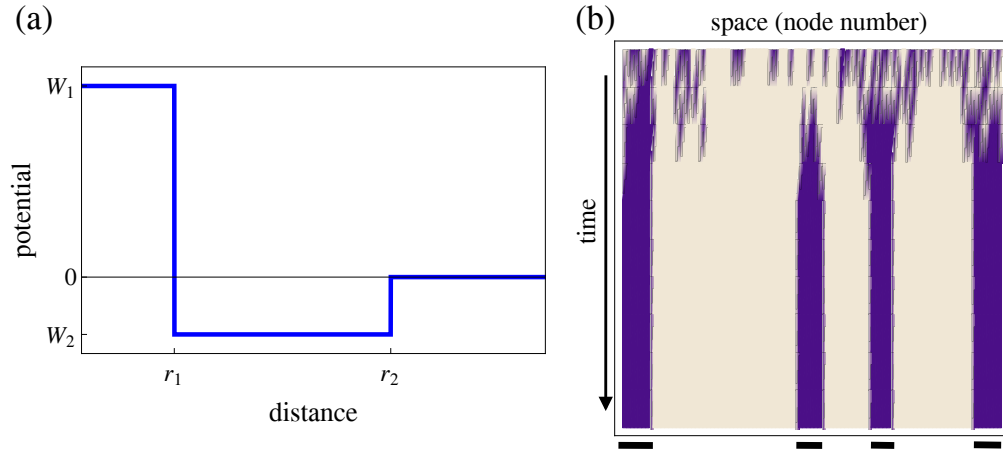 (a)
W₁
potential
0
W₂
r₁
r₂
distance
(b)
space (node number)
time